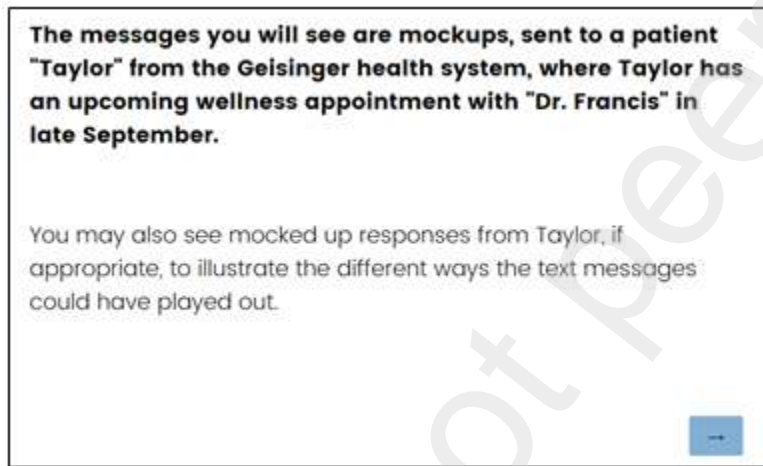 The messages you will see are mockups, sent to a patient
"Taylor" from the Geisinger health system, where Taylor has
an upcoming wellness appointment with "Dr. Francis" in
late September.
You may also see mocked up responses from Taylor, if
appropriate, to illustrate the different ways the text messages
could have played out.
→